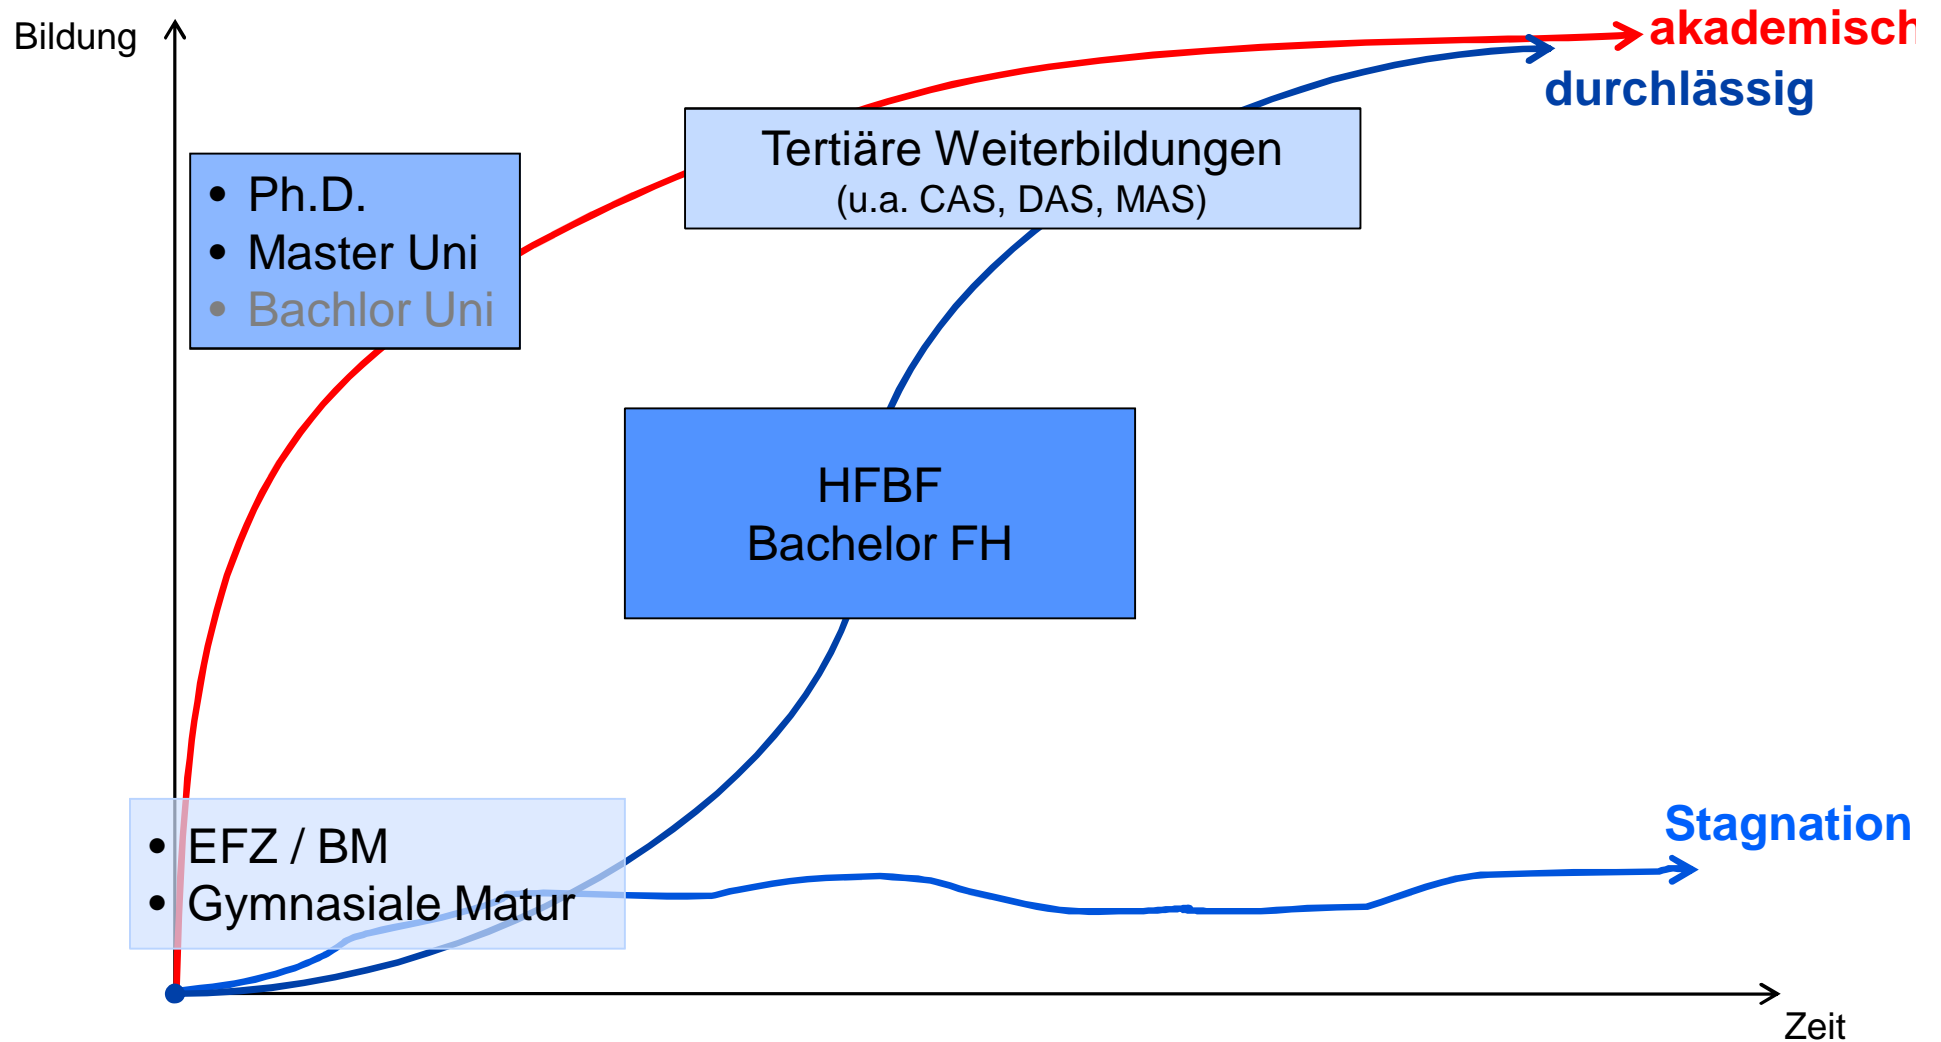 Bildung
akademisch
durchlässig
Tertiäre Weiterbildungen
(u.a. CAS, DAS, MAS)
• Ph.D.
• Master Uni
• Bachlor Uni
HFBF
Bachelor FH
Stagnation
• EFZ / BM
• Gymnasiale Matur
Zeit